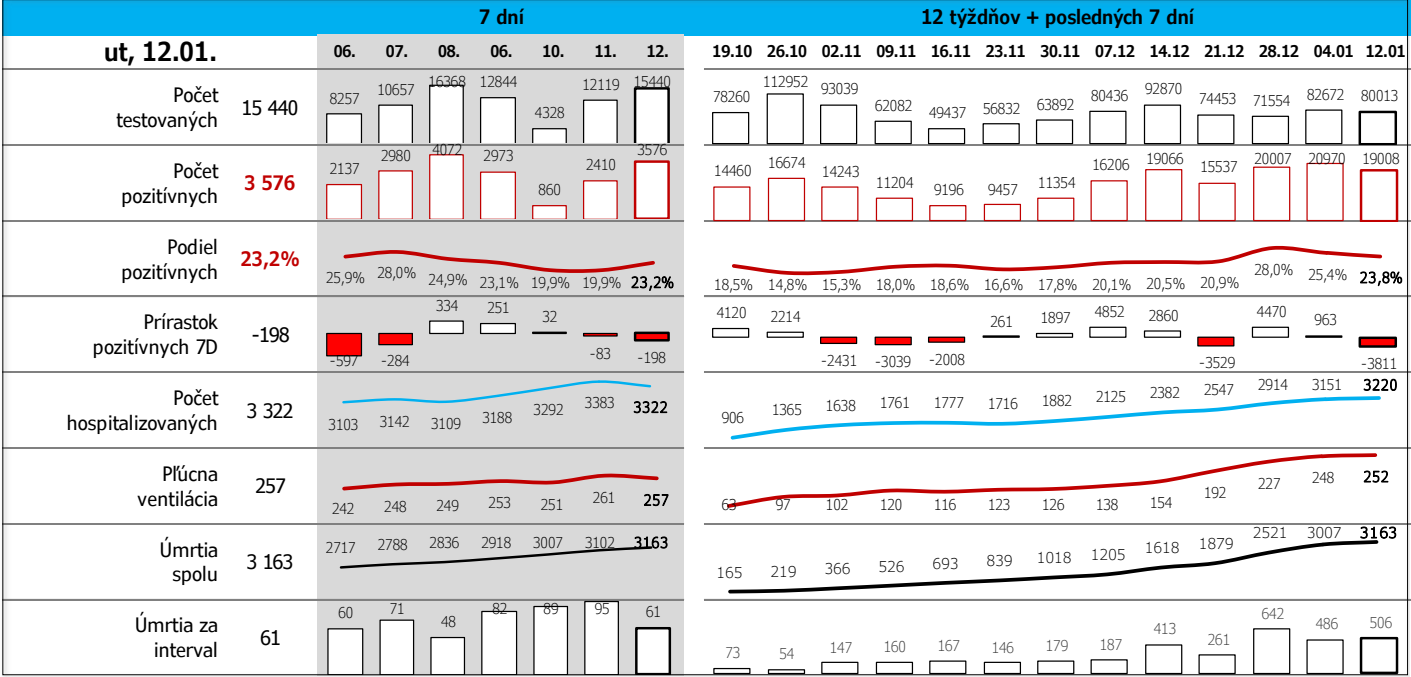 7 dní 12 týždňov + posledných 7 dní
ut, 12.01. 06. 07. 08. 06. 10. 11. 12. 19.10 26.10 02.11 09.11 16.11 23.11 30.11 07.12 14.12 21.12 28.12 04.01 12.01
Počet testovaných 15 440 8257 10657 16368 12844 4328 12119 15440 78260 112952 93039 62082 49437 56832 63892 80436 92870 74453 71554 82672 80013
Počet pozitívnych 3 576 2137 2980 4072 2973 860 2410 3576 14460 16674 14243 11204 9196 9457 11354 16206 19066 15537 20007 20970 19008
Podiel pozitívnych 23,2% 25,9% 28,0% 24,9% 23,1% 19,9% 19,9% 23,2% 18,5% 14,8% 15,3% 18,0% 18,6% 16,6% 17,8% 20,1% 20,5% 20,9% 28,0% 25,4% 23,8%
Prírastok pozitívnych 7D -198 -597 -284 334 251 32 -83 -198 4120 2214 -2431 -3039 -2008 261 1897 4852 2860 -3529 4470 963 -3811
Počet hospitalizovaných 3 322 3103 3142 3109 3188 3292 3383 3322 906 1365 1638 1761 1777 1716 1882 2125 2382 2547 2914 3151 3220
Pľúcna ventilácia 257 242 248 249 253 251 261 257 63 97 102 120 116 123 126 138 154 192 227 248 252
Úmrtia spolu 3 163 2717 2788 2836 2918 3007 3102 3163 165 219 366 526 693 839 1018 1205 1618 1879 2521 3007 3163
Úmrtia za interval 61 60 71 48 82 89 95 61 73 54 147 160 167 146 179 187 413 261 642 486 506